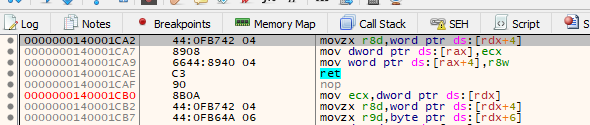 Log Notes Breakpoints Memory Map Call Stack SEH Script
0000000140001CA2 44:0FB742 04 movzx r8d,word ptr ds:[rdx+4]
0000000140001CA7 8908 mov dword ptr ds:[rax],ecx
0000000140001CA9 6644:8940 04 mov word ptr ds:[rax+4],r8w
0000000140001CAE C3 ret
0000000140001CAF 90 nop
0000000140001CB0 8B0A mov ecx,dword ptr ds:[rdx]
0000000140001CB2 44:0FB742 04 movzx r8d,word ptr ds:[rdx+4]
0000000140001CB7 44:0FB64A 06 movzx r9d,byte ptr ds:[rdx+6]